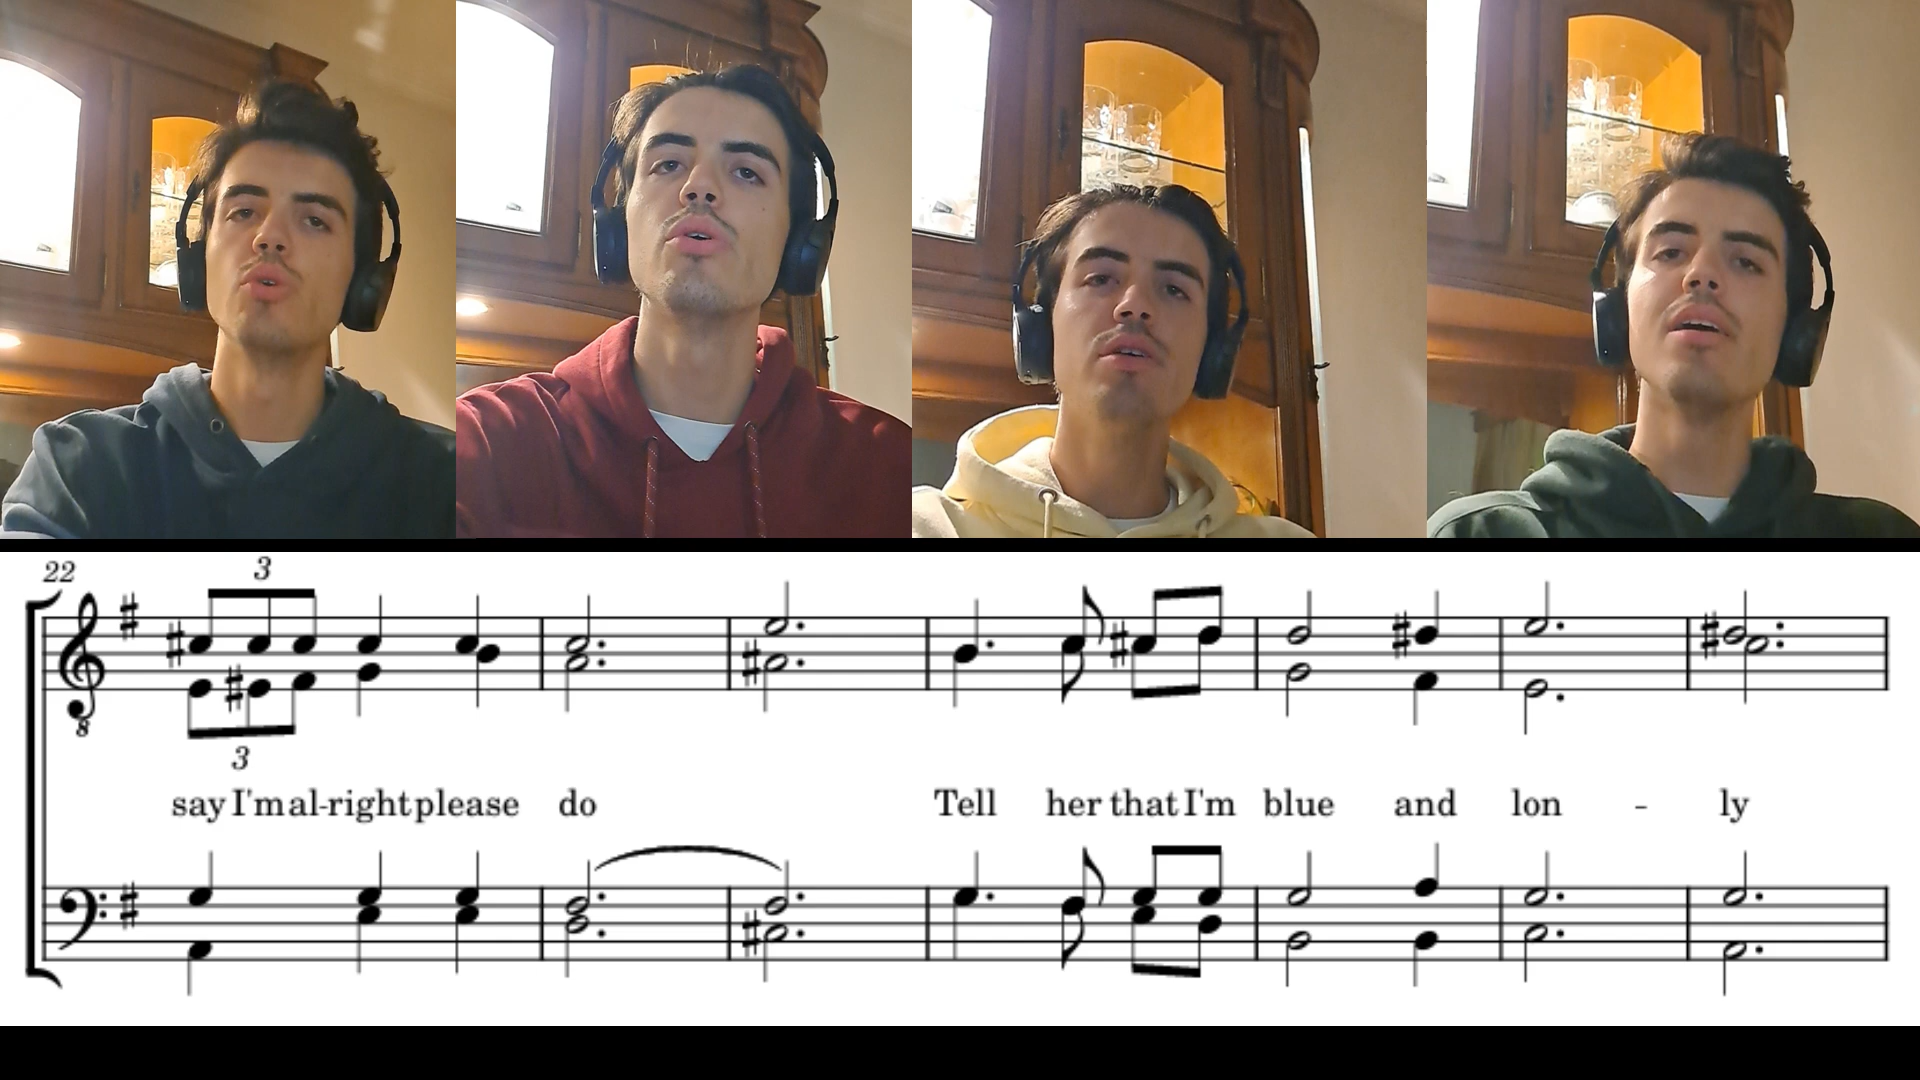 22
3
8
3
say I'm al-right please do Tell her that I'm blue and lon - ly